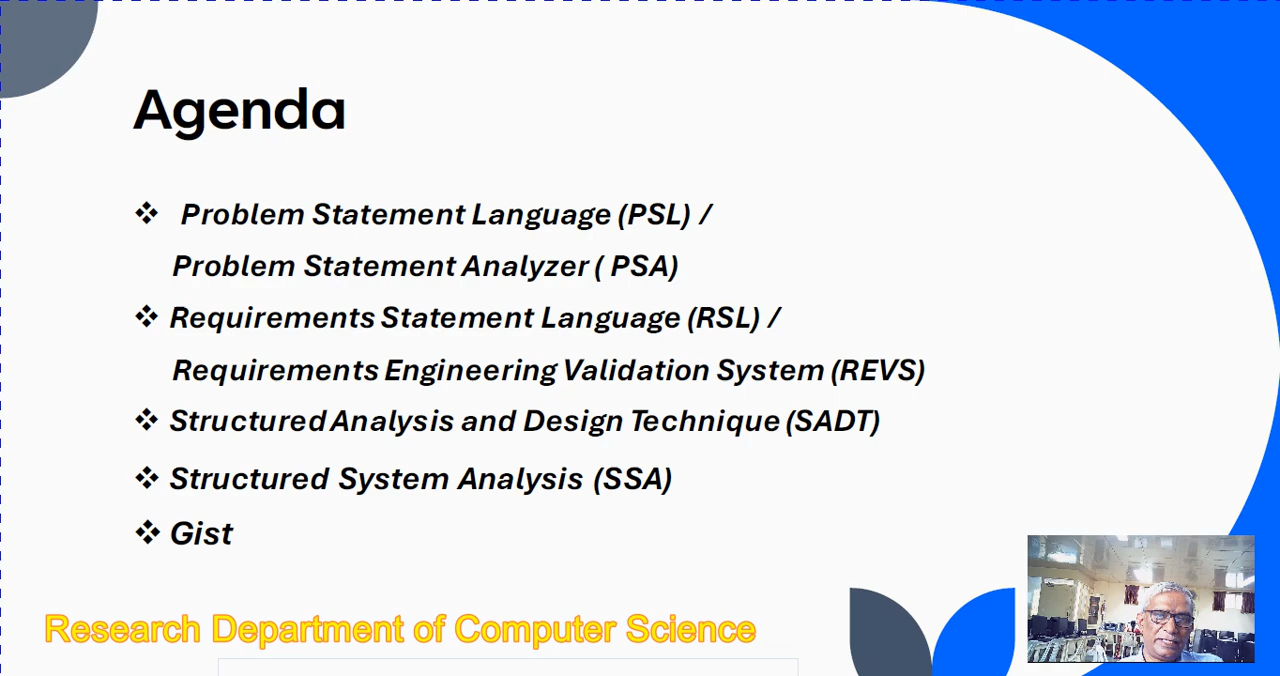 Agenda
❖ Problem Statement Language (PSL) /
Problem Statement Analyzer ( PSA)
❖ Requirements Statement Language (RSL) /
Requirements Engineering Validation System (REVS)
❖ Structured Analysis and Design Technique (SADT)
❖ Structured System Analysis (SSA)
❖ Gist
Research Department of Computer Science